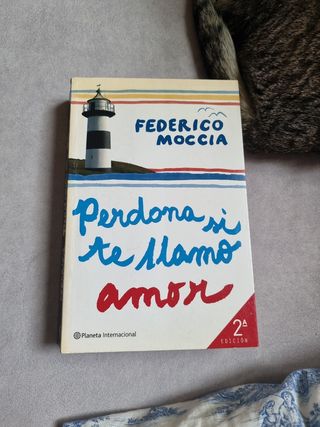 FEDERICO
MOCCIA
Perdona si
te llamo
amor
Planeta Internacional
2ª
EDICIÓN